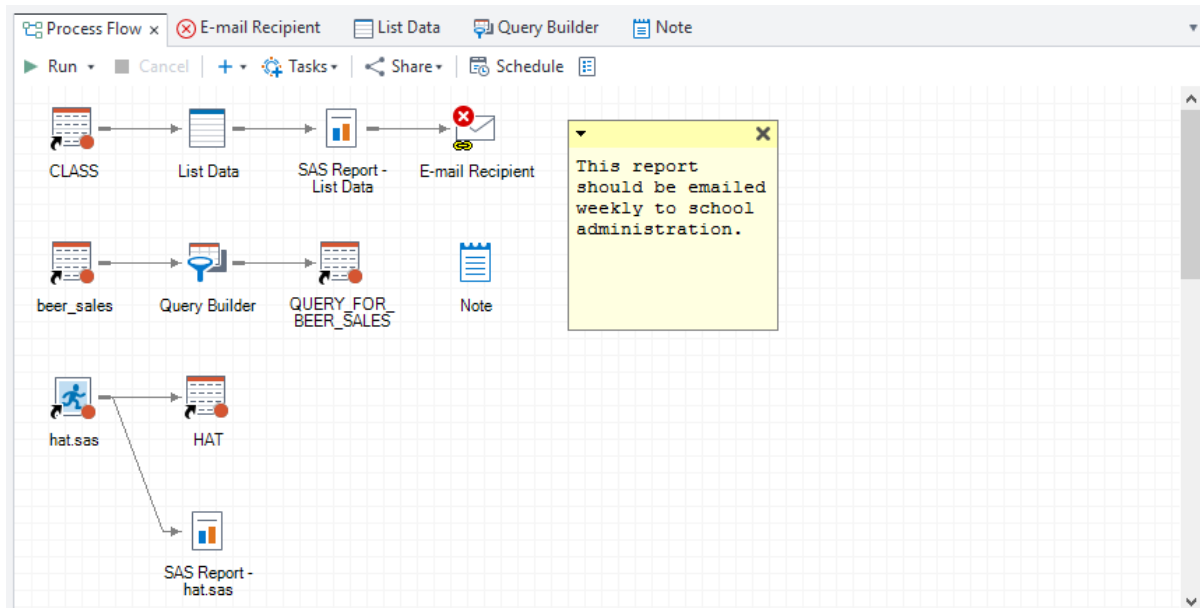 Process Flow x E-mail Recipient List Data Query Builder Note
Run Cancel Tasks Share Schedule
CLASS List Data SAS Report - List Data E-mail Recipient
This report
should be emailed
weekly to school
administration.
beer_sales Query Builder QUERY_FOR_BEER_SALES Note
hat.sas HAT
SAS Report -
hat.sas